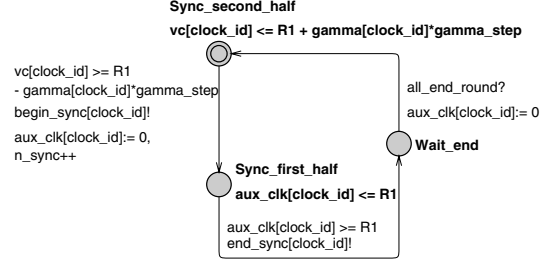 Sync_second_half
vc[clock_id] <= R1 + gamma[clock_id]*gamma_step
vc[clock_id] >= R1
- gamma[clock_id]*gamma_step
begin_sync[clock_id]!
aux_clk[clock_id]:= 0,
n_sync++
all_end_round?
aux_clk[clock_id]:= 0
Wait_end
Sync_first_half
aux_clk[clock_id] <= R1
aux_clk[clock_id] >= R1
end_sync[clock_id]!